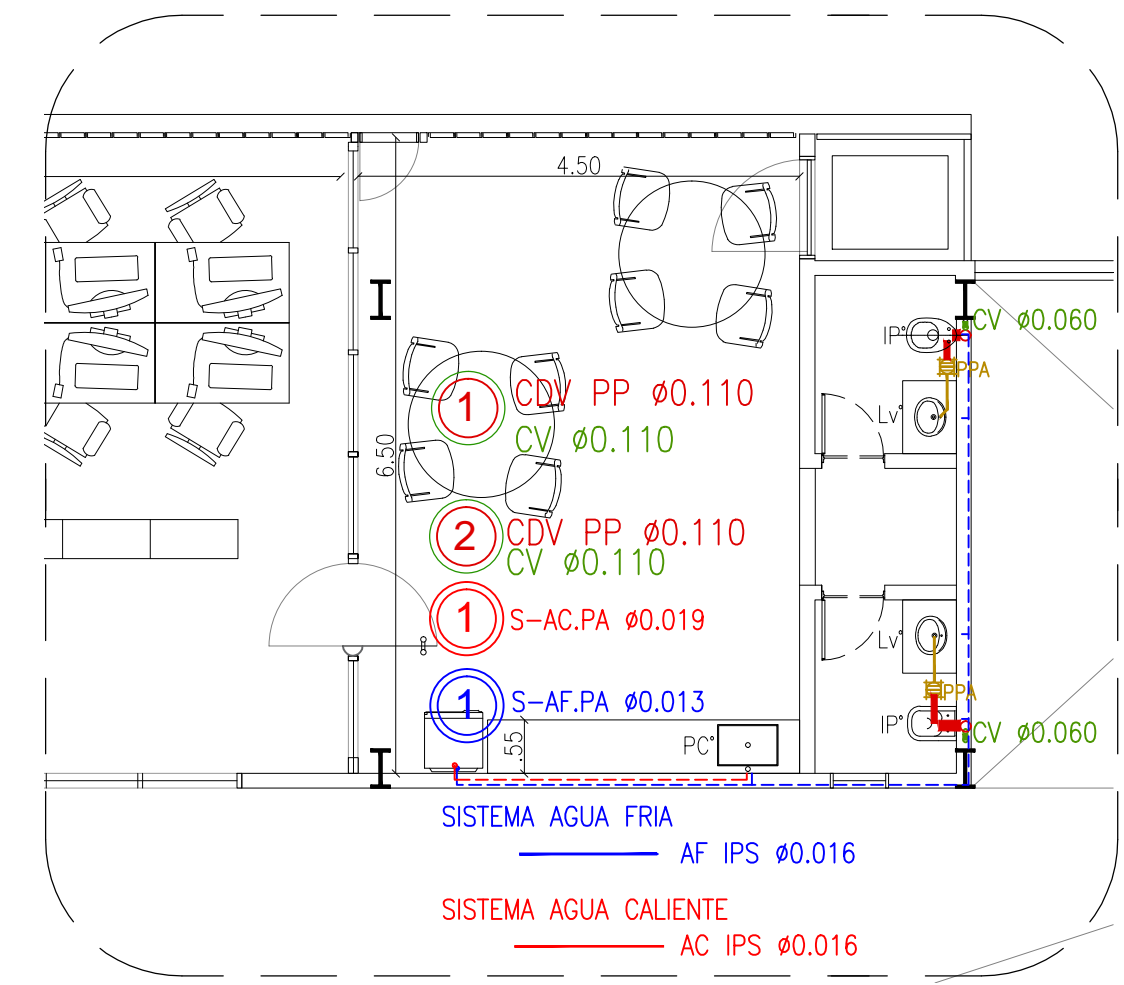 4.50
CV ø0.060
IP°
PPA
1
CDV PP ø0.110
Lv°
CV ø0.110
6.50
2
CDV PP ø0.110
CV ø0.110
1
S-AC.PA ø0.019
Lv°
PPA
1
S-AF.PA ø0.013
IP°
CV ø0.060
.55
PC°
SISTEMA AGUA FRIA
AF IPS ø0.016
SISTEMA AGUA CALIENTE
AC IPS ø0.016